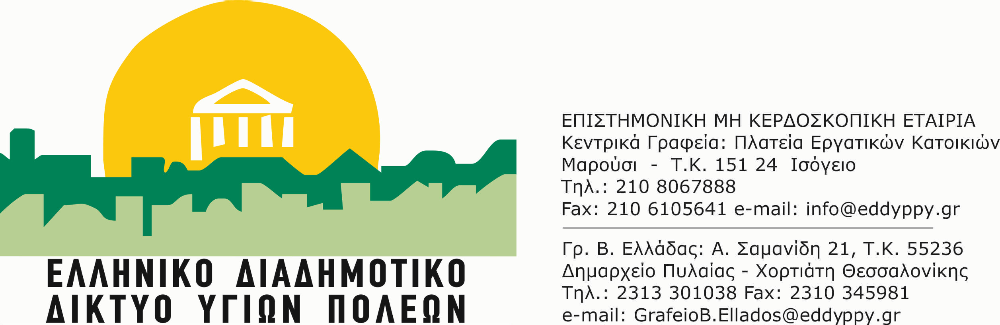 ΕΛΛΗΝΙΚΟ ΔΙΑΔΗΜΟΤΙΚΟ
ΔΙΚΤΥΟ ΥΓΙΩΝ ΠΟΛΕΩΝ
ΕΠΙΣΤΗΜΟΝΙΚΗ ΜΗ ΚΕΡΔΟΣΚΟΠΙΚΗ ΕΤΑΙΡΙΑ
Κεντρικά Γραφεία: Πλατεία Εργατικών Κατοικιών
Μαρούσι - Τ.Κ. 151 24 Ισόγειο
Τηλ.: 210 8067888
Fax: 210 6105641 e-mail: info@eddyppy.gr
Γρ. Β. Ελλάδας: Α. Σαμανίδη 21, Τ.Κ. 55236
Δημαρχείο Πυλαίας - Χορτιάτη Θεσσαλονίκης
Τηλ.: 2313 301038 Fax: 2310 345981
e-mail: GrafeioB.Ellados@eddyppy.gr